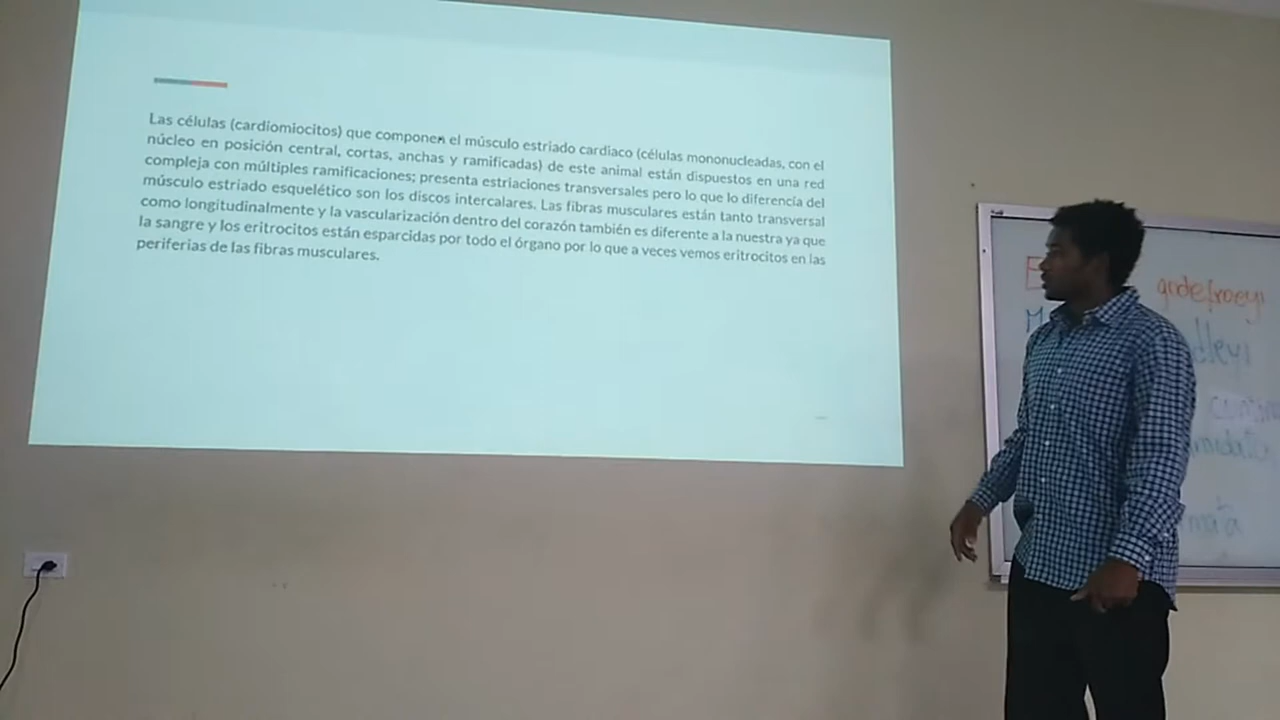 Las células (cardiomiocitos) que componen el músculo estriado cardiaco (células mononucleadas, con el
núcleo en posición central, cortas, anchas y ramificadas) de este animal están dispuestos en una red
compleja con múltiples ramificaciones; presenta estriaciones transversales pero lo que lo diferencia del
músculo estriado esquelético son los discos intercalares. Las fibras musculares están tanto transversal
como longitudinalmente y la vascularización dentro del corazón también es diferente a la nuestra ya que
la sangre y los eritrocitos están esparcidas por todo el órgano por lo que a veces vemos eritrocitos en las
periferias de las fibras musculares.
godefroeyi
dleyi